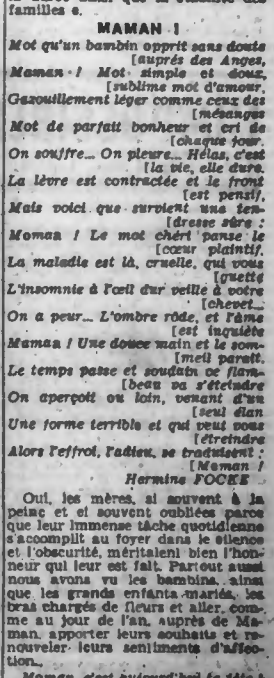 familles e.
MAMAN !
Mot qu'un bambin opprit sans doute
[auprés des Anges,
Maman ! Mot simple et doux,
[sublime mot d'amour,
Gazouillement léger comme ceux des
[mésanges
Mot de parfait bonheur et cri de
[chaque jour.
On souffre... On pleure... Hélas, c'est
[la vie, elle dure.
La lèvre est contractée et le front
[est pensif,
Mais voici que survient une ten-
[dresse sûre :
Moman ! Le mot chéri panse le
[cœur plaintif.
La maladie est là, cruelle, qui vous
[guette
L'insomnie à l'œil dur veille à votre
[chevet...
On a peur... L'ombre rôde, et l'âme
[est inquiète
Maman ! Une douce main et le som-
[meil parait.
Le temps passe et soudain ce flam-
[beau va s'éteindre
On aperçoit au loin, venant d'un
[seul élan
Une forme terrible et qui veut vous
[étreindre
Alors l'effroi, l'adieu, se traduisent :
[Maman !
Hermine FOCKE
Oui, les mères, si souvent à la
peine et et souvent oubliées parce
que leur immense tâche quotidienne
s'accomplit au foyer dans le silence
et l'obscurité, méritaient bien l'hon-
neur qui leur est fait. Partout aussi
nous avons vu les bambins, ainsi
que les grands enfants mariés, les
bras chargés de fleurs et aller, com-
me au jour de l'an, auprès de Ma-
man, apporter leurs souhaits et re-
nouveler leurs sentiments d'affec-
tion.